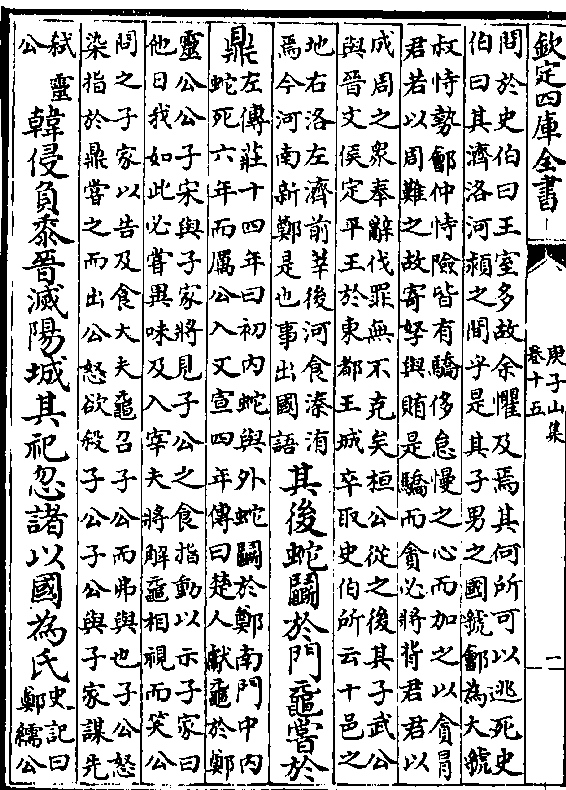 欽定四庫全書
庾子山集
卷十五
問於史伯曰王室多故余懼及焉其何所可以逃死史
伯曰其濟洛河潁之間乎是其子男之國虢鄶為大虢
叔恃勢鄶仲恃險皆有驕侈怠慢之心而加之以貪冒
君若以周難之故寄孥與賄是驕而貪必將背君君以
成周之衆奉辭伐罪無不克矣桓公從之後其子武公
與晉文侯定平王於東都王城卒取史伯所云十邑之
地右洛左濟前莘後河食溱洧
焉今河南新鄭是也事出國語
其後蛇鬭於門黿嘗於
鼎
左傳莊十四年曰初內蛇與外蛇鬭於鄭南門中内
蛇死六年而厲公入又宣四年傳曰楚人獻黿於鄭
靈公公子宋與子家將見子公之食指動以示子家曰
他日我如此必嘗異味及入宰夫將解黿相視而笑公
問之子家以告及食大夫黿召子公而弗與也子公怒
染指於鼎嘗之而出公怒欲殺子公子公與子家謀先
弑靈
公
韓侵負黍晉滅陽城其祀忽諸以國為氏
史記曰
鄭繻公